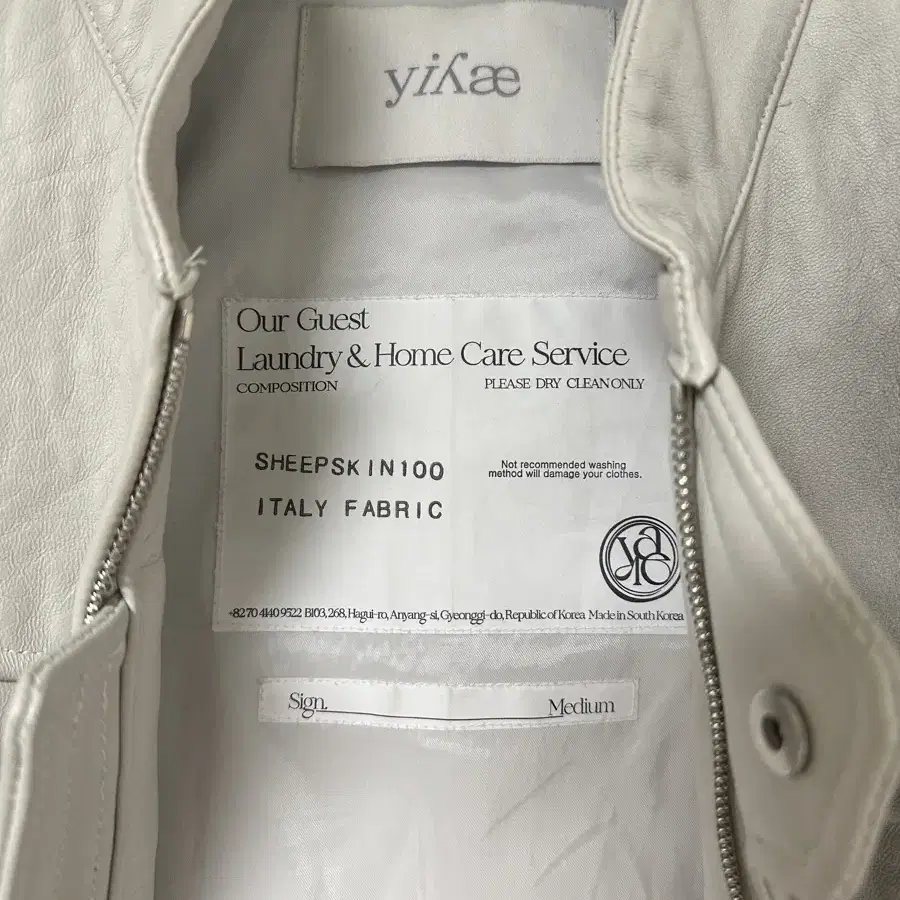 yiʎæ
Our Guest
Laundry & Home Care Service
COMPOSITION
PLEASE DRY CLEAN ONLY
SHEEPSKIN100
ITALY FABRIC
Not recommended washing
method will damage your clothes.
+82 70 4140 9522 B103, 268, Hagui-ro, Anyang-si, Gyeonggi-do, Republic of Korea Made in South Korea
Sign.
Medium